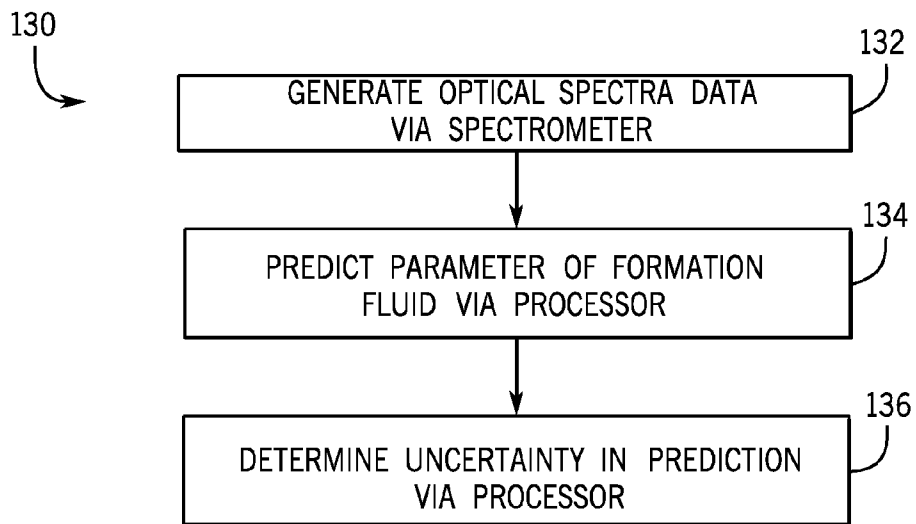 130
132
GENERATE OPTICAL SPECTRA DATA
VIA SPECTROMETER
134
PREDICT PARAMETER OF FORMATION
FLUID VIA PROCESSOR
136
DETERMINE UNCERTAINTY IN PREDICTION
VIA PROCESSOR